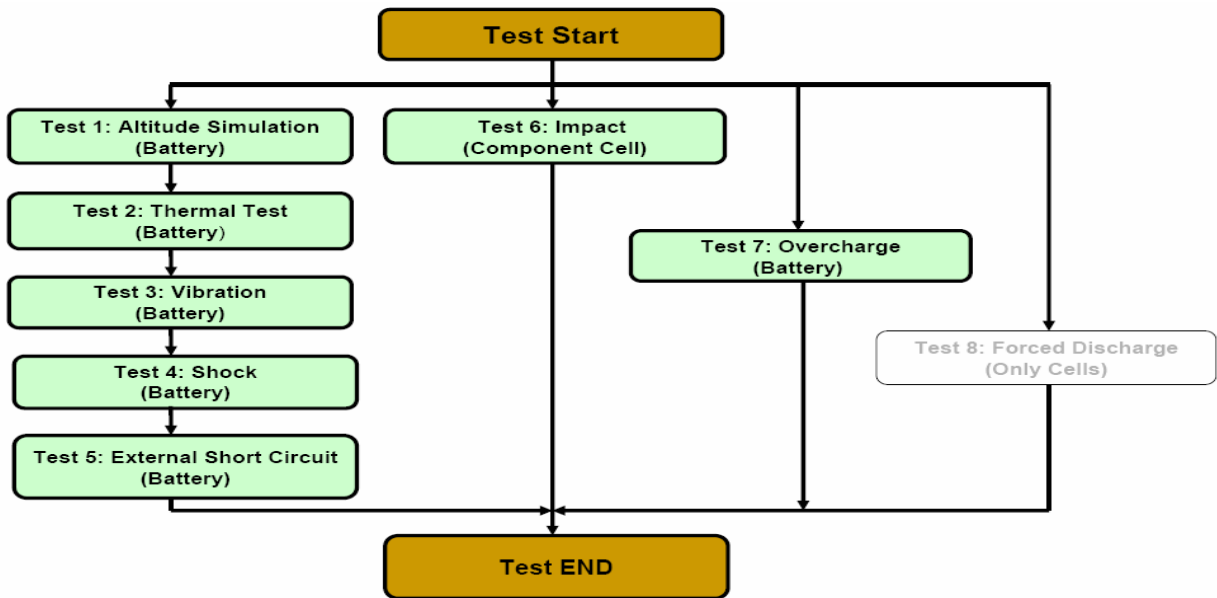 Test Start
Test 1: Altitude Simulation
(Battery)
Test 2: Thermal Test
(Battery)
Test 3: Vibration
(Battery)
Test 4: Shock
(Battery)
Test 5: External Short Circuit
(Battery)
Test 6: Impact
(Component Cell)
Test 7: Overcharge
(Battery)
Test 8: Forced Discharge
(Only Cells)
Test END